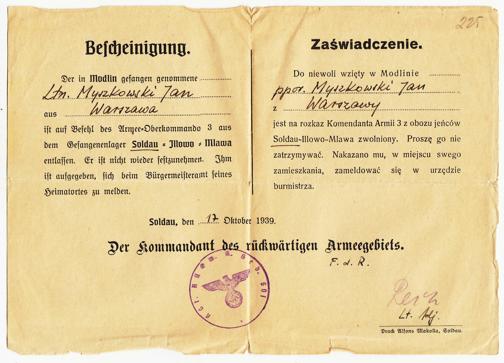 225
Bescheinigung.
Der in Modlin gefangen genommene
Ltn. Myszkowski Jan
aus Warszawa
ist auf Befehl des Armee-Oberkommando 3 aus
dem Gefangenenlager Soldau - Illowo - Mlawa
entlassen. Er ist nicht wieder festzunehmen. Ihm
ist aufgegeben, sich beim Bürgermeisteramt seines
Heimatortes zu melden.
Zaświadczenie.
Do niewoli wzięty w Modlinie
ppor. Myszkowski Jan
z Warszawy
jest na rozkaz Komendanta Armii 3 z obozu jeńców
Soldau-Illowo-Mlawa zwolniony. Proszę go nie
zatrzymywać. Nakazano mu, w miejscu swego
zamieszkania, zameldować się w urzędzie
burmistrza.
Soldau, den 17 Oktober 1939.
Der Kommandant des rückwärtigen Armeegebiets.
F. d. R.
Lt. Adj.
Druck Alfons Makolla, Soldau.